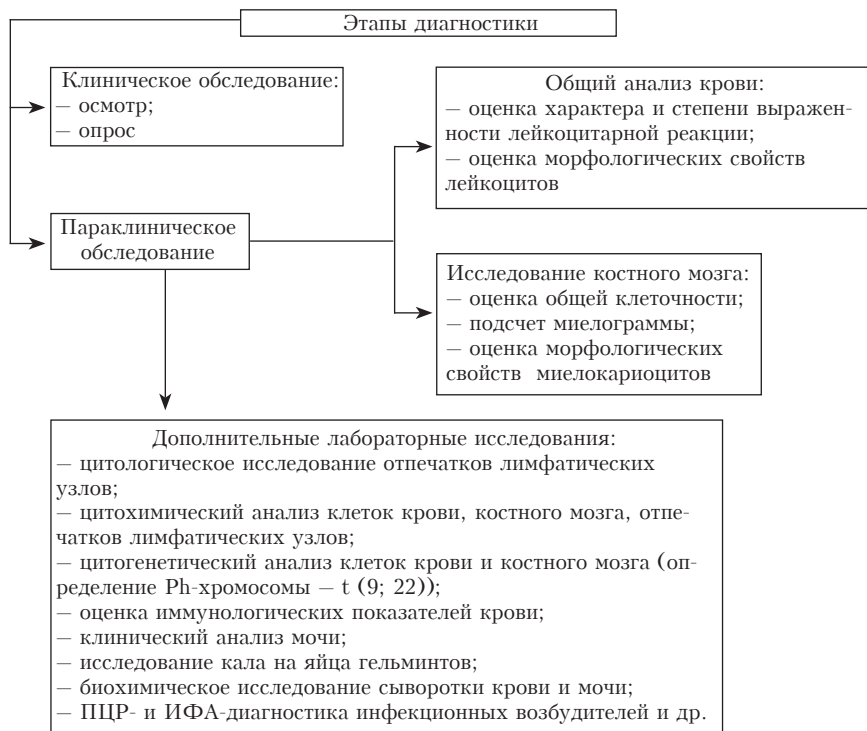 Этапы диагностики
Клиническое обследование:
– осмотр;
– опрос
Общий анализ крови:
– оценка характера и степени выражен-
ности лейкоцитарной реакции;
– оценка морфологических свойств
лейкоцитов
Параклиническое
обследование
Исследование костного мозга:
– оценка общей клеточности;
– подсчет миелограммы;
– оценка морфологических
свойств миелокариоцитов
Дополнительные лабораторные исследования:
– цитологическое исследование отпечатков лимфатических
узлов;
– цитохимический анализ клеток крови, костного мозга, отпе-
чатков лимфатических узлов;
– цитогенетический анализ клеток крови и костного мозга (оп-
ределение Ph-хромосомы – t (9; 22));
– оценка иммунологических показателей крови;
– клинический анализ мочи;
– исследование кала на яйца гельминтов;
– биохимическое исследование сыворотки крови и мочи;
– ПЦР- и ИФА-диагностика инфекционных возбудителей и др.